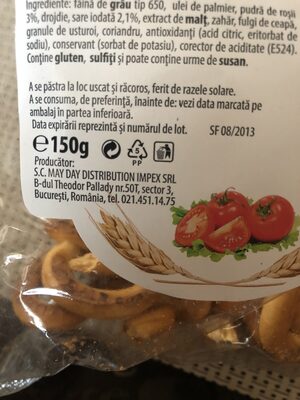 Ingrediente: făină de grâu tip 650, ulei de palmier, pudră de roșii
3%, drojdie, sare iodată 2,1%, extract de malț, zahăr, fulgi de ceapă,
granule de usturoi, coriandru, antioxidanți (acid citric, eritorbat de
sodiu), conservant (sorbat de potasiu), corector de aciditate (E524).
Conține gluten, sulfiți și poate conține urme de susan.
A se păstra la loc uscat și răcoros, ferit de razele solare.
A se consuma, de preferință, înainte de: vezi data marcată pe
ambalaj în partea inferioară.
Data expirării reprezintă și numărul de lot. SF 08/2013
℮150g
5
PP
Producător:
S.C. MAY DAY DISTRIBUTION IMPEX SRL
B-dul Theodor Pallady nr.50T, sector 3,
București, România, tel. 021.451.14.75